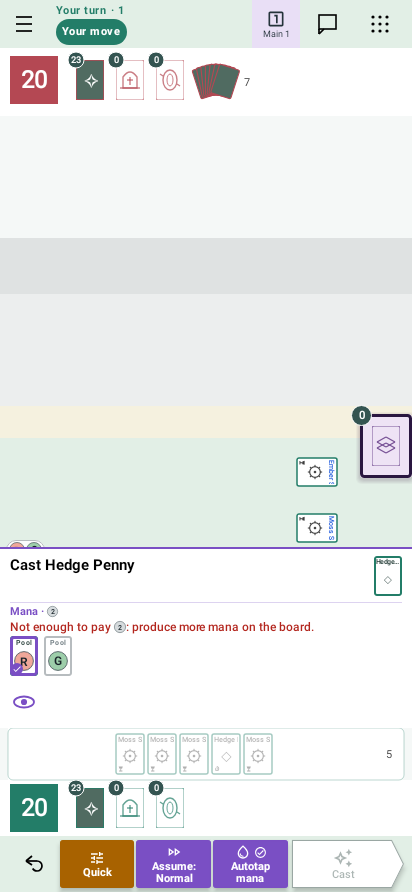 Your turn · 1
Your move
1
Main 1
20
23
0
0
7
0
Ember S
Moss S
Cast Hedge Penny
Hedge..
Mana · 2
Not enough to pay 2: produce more mana on the board.
Pool
R
Pool
G
Moss S
Moss S
Moss S
Hedge
Moss S
5
20
23
0
0
Quick
Assume:
Normal
Autotap
mana
Cast